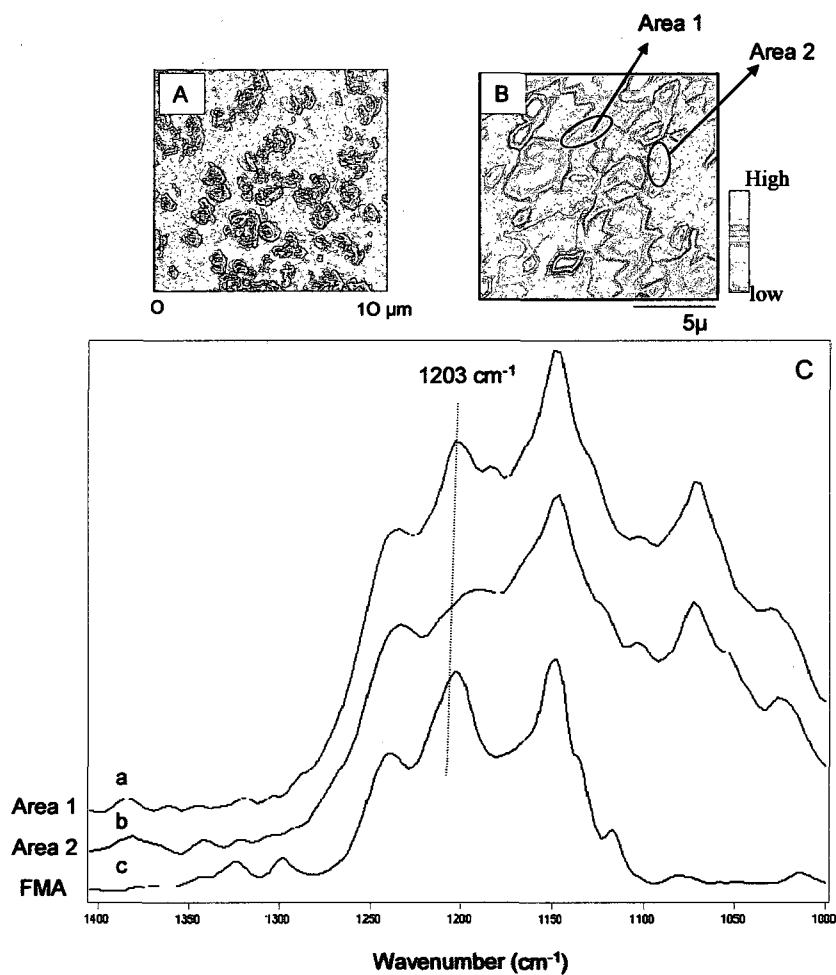 Area 1
Area 2
A
B
High
low
0
10 µm
5µ
C
1203 cm⁻¹
a
Area 1
b
Area 2
c
FMA
1400 1350 1300 1250 1200 1150 1100 1050 1000
Wavenumber (cm⁻¹)